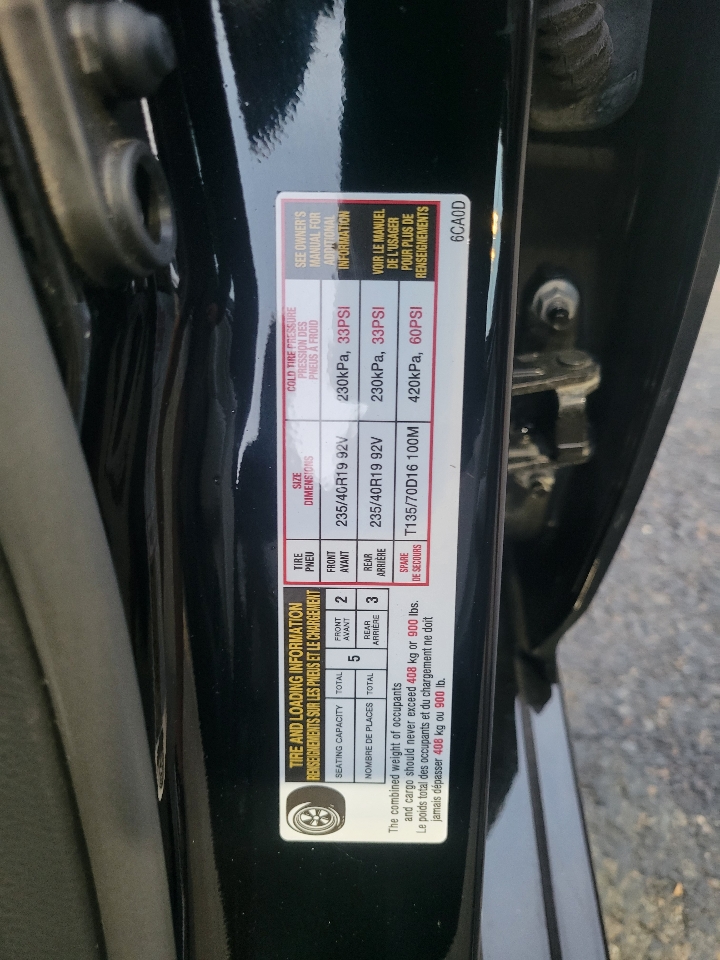 TIRE AND LOADING INFORMATION
RENSEIGNEMENTS SUR LES PNEUS ET LE CHARGEMENT
SEATING CAPACITY TOTAL 5 FRONT AVANT 2
NOMBRE DE PLACES TOTAL REAR ARRIÈRE 3
The combined weight of occupants
and cargo should never exceed 408 kg or 900 lbs.
Le poids total des occupants et du chargement ne doit
jamais dépasser 408 kg ou 900 lb.
TIRE
PNEU
SIZE
DIMENSIONS
COLD TIRE PRESSURE
PRESSION DES
PNEUS À FROID
FRONT
AVANT
235/40R19 92V
230kPa, 33PSI
REAR
ARRIÈRE
235/40R19 92V
230kPa, 33PSI
SPARE
DE SECOURS
T135/70D16 100M
420kPa, 60PSI
SEE OWNER'S
MANUAL FOR
ADDITIONAL
INFORMATION
VOIR LE MANUEL
DE L'USAGER
POUR PLUS DE
RENSEIGNEMENTS
6CA0D